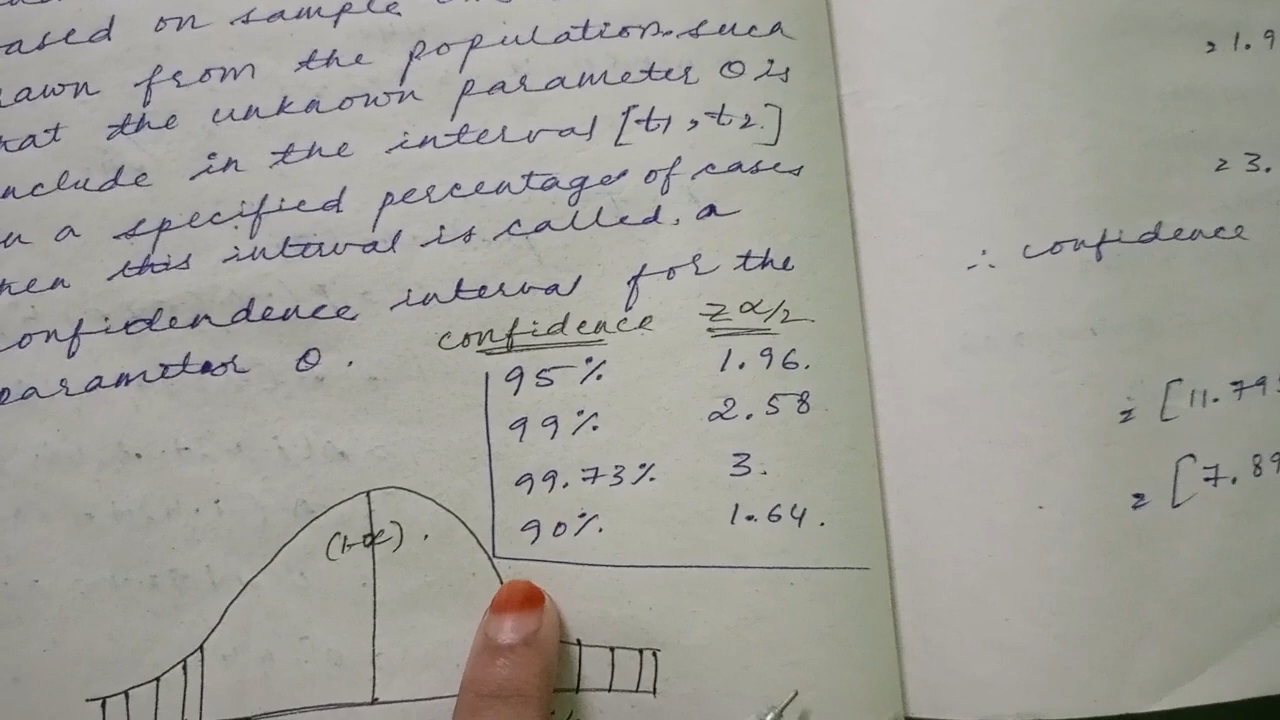 ased on sample
rawn from the population such
hat the unknown parameter θ is
nclude in the interval [t1, t2]
n a specified percentage of cases
hen this interval is called, a
onfidendence interval for the
parameter θ.
confidence zα/2
95% 1.96.
99% 2.58
99.73% 3.
90% 1.64.
(1-α).
= 1.9
= 3.
∴ confidence
= [11.79
= [7.89